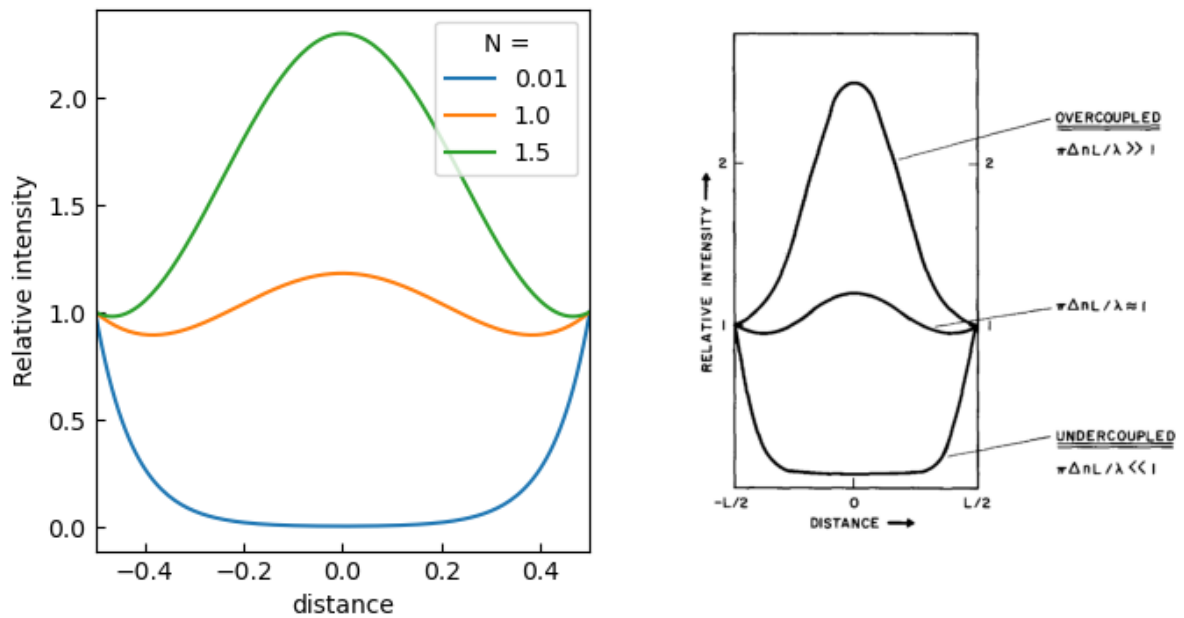 N =
0.01
1.0
1.5
2.0
1.5
1.0
0.5
0.0
Relative intensity
−0.4 −0.2 0.0 0.2 0.4
distance
2
1
RELATIVE INTENSITY
2
1
-L/2 0 L/2
DISTANCE
OVERCOUPLED
πΔnL/λ >> 1
πΔnL/λ ≈ 1
UNDERCOUPLED
πΔnL/λ << 1